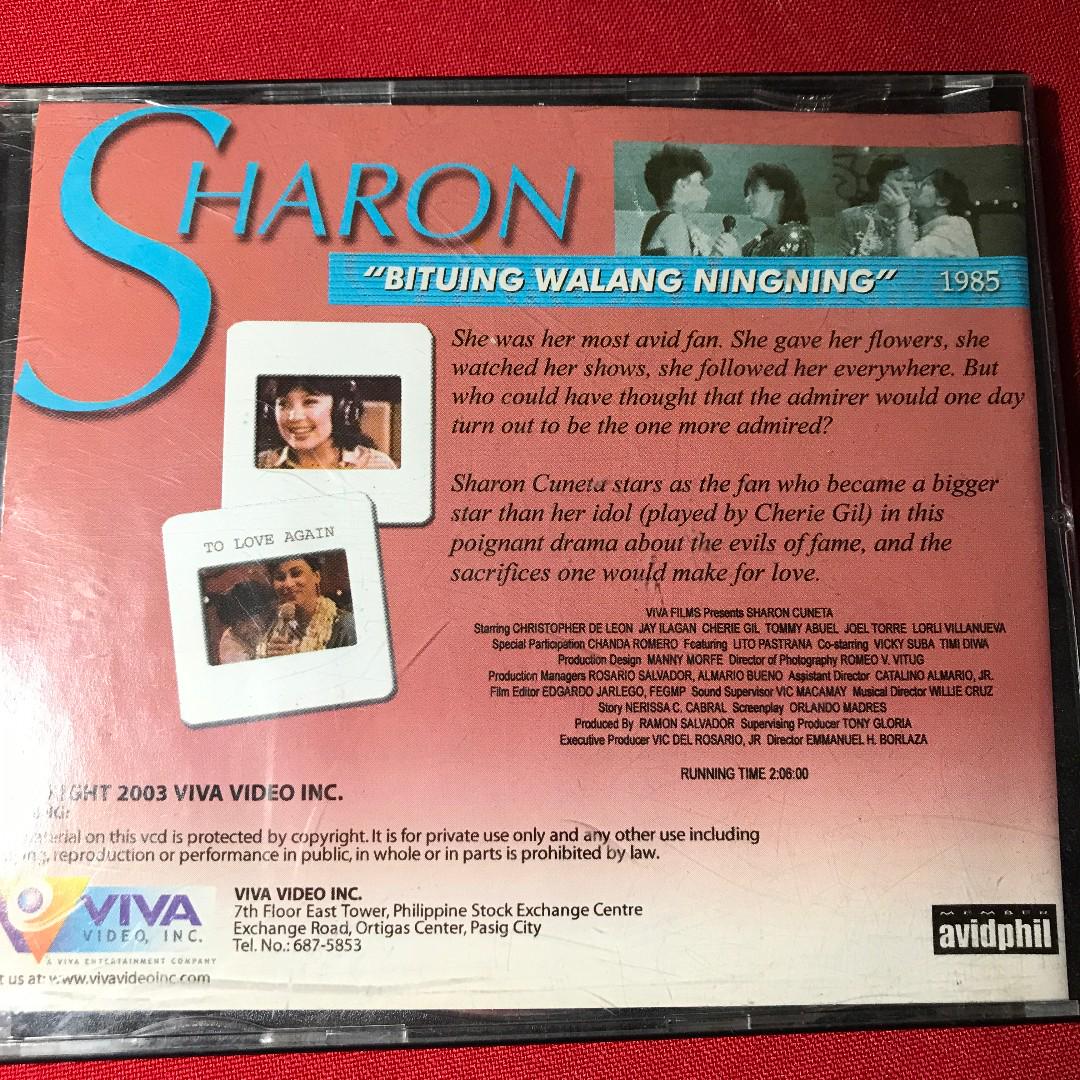 SHARON
"BITUING WALANG NINGNING" 1985
She was her most avid fan. She gave her flowers, she
watched her shows, she followed her everywhere. But
who could have thought that the admirer would one day
turn out to be the one more admired?
Sharon Cuneta stars as the fan who became a bigger
star than her idol (played by Cherie Gil) in this
poignant drama about the evils of fame, and the
sacrifices one would make for love.
TO LOVE AGAIN
VIVA FILMS Presents SHARON CUNETA
Starring CHRISTOPHER DE LEON JAY ILAGAN CHERIE GIL TOMMY ABUEL JOEL TORRE LORLI VILLANUEVA
Special Participation CHANDA ROMERO Featuring LITO PASTRANA Co-starring VICKY SUBA TIMI DIWA
Production Design MANNY MORFE Director of Photography ROMEO V. VITUG
Production Managers ROSARIO SALVADOR, ALMARIO BUENO Assistant Director CATALINO ALMARIO, JR.
Film Editor EDGARDO JARLEGO, FEGMP Sound Supervisor VIC MACAMAY Musical Director WILLIE CRUZ
Story NERISSA C. CABRAL Screenplay ORLANDO MADRES
Produced By RAMON SALVADOR Supervising Producer TONY GLORIA
Executive Producer VIC DEL ROSARIO, JR Director EMMANUEL H. BORLAZA
RUNNING TIME 2:06:00
2003 VIVA VIDEO INC.
on this vcd is protected by copyright. It is for private use only and any other use including
reproduction or performance in public, in whole or in parts is prohibited by law.
VIVA
VIDEO, INC.
A VIVA ENTERTAINMENT COMPANY
us at: www.vivavideoinc.com
VIVA VIDEO INC.
7th Floor East Tower, Philippine Stock Exchange Centre
Exchange Road, Ortigas Center, Pasig City
Tel. No.: 687-5853
MEMBER
avidphil